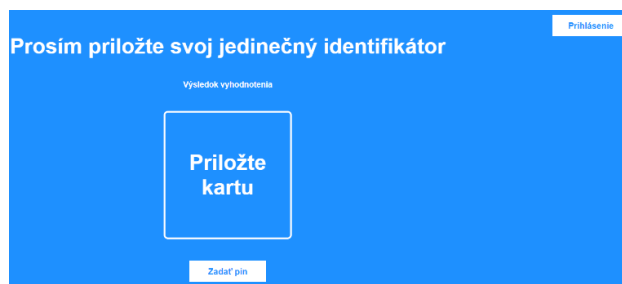 Prihlásenie
Prosím priložte svoj jedinečný identifikátor
Výsledok vyhodnotenia
Priložte
kartu
Zadať pin